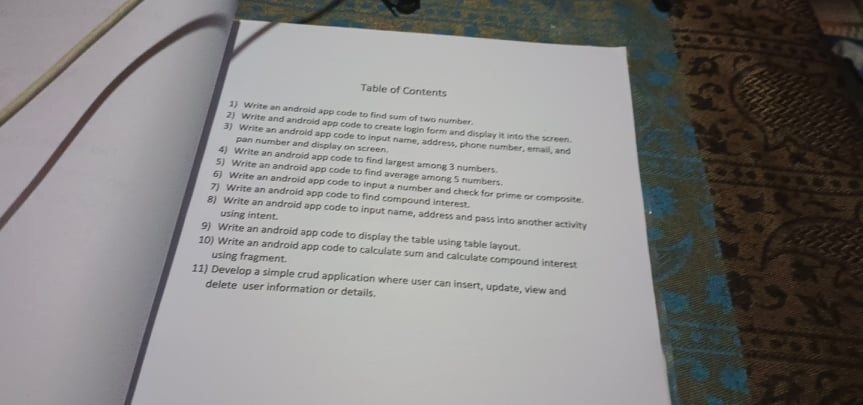 Table of Contents
1) Write an android app code to find sum of two number.
2) Write and android app code to create login form and display it into the screen.
3) Write an android app code to input name, address, phone number, email, and
pan number and display on screen.
4) Write an android app code to find largest among 3 numbers.
5) Write an android app code to find average among 5 numbers.
6) Write an android app code to input a number and check for prime or composite.
7) Write an android app code to find compound interest.
8) Write an android app code to input name, address and pass into another activity
using intent.
9) Write an android app code to display the table using table layout.
10) Write an android app code to calculate sum and calculate compound interest
using fragment.
11) Develop a simple crud application where user can insert, update, view and
delete user information or details.